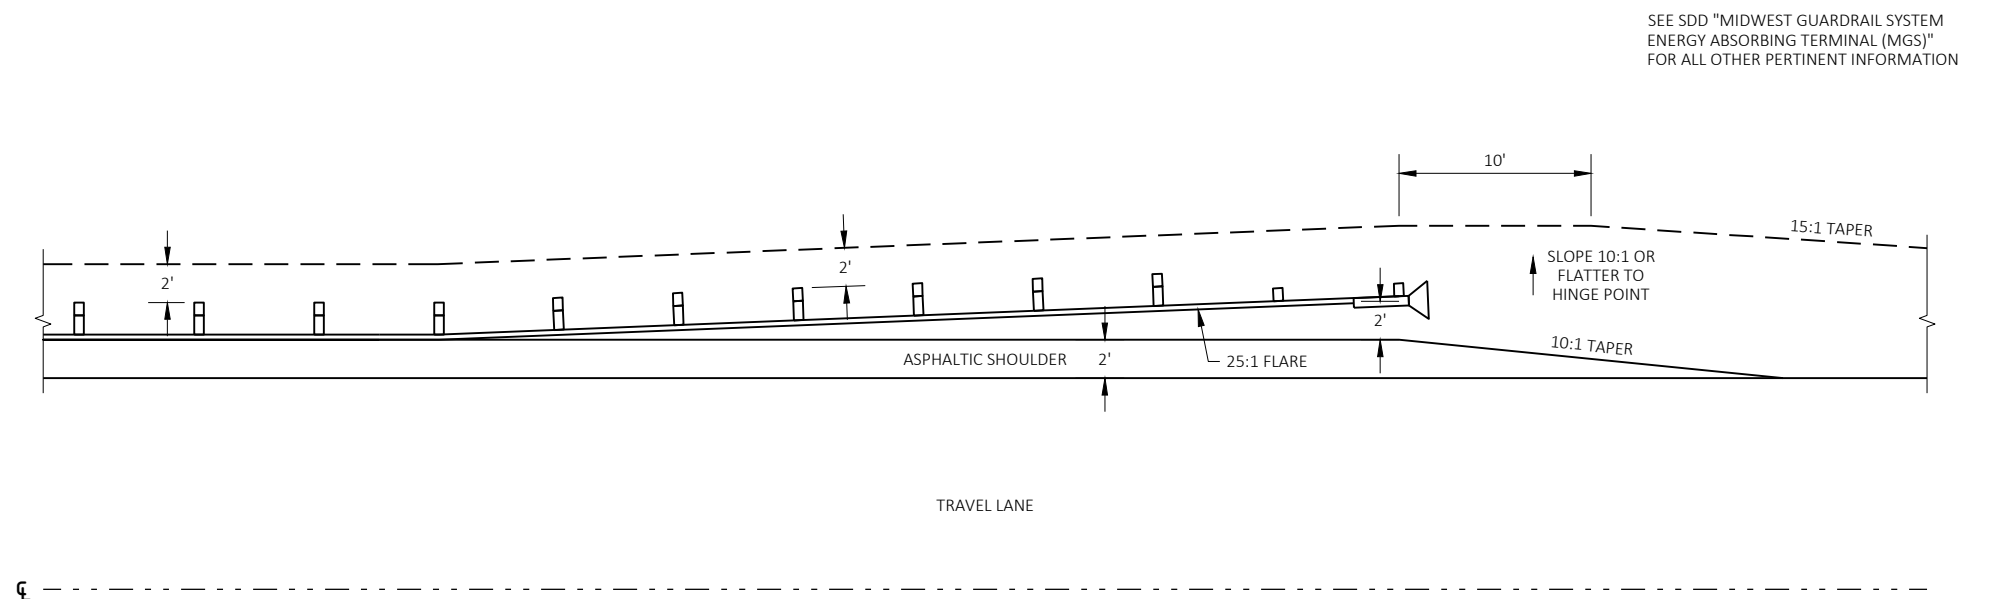 SEE SDD "MIDWEST GUARDRAIL SYSTEM
ENERGY ABSORBING TERMINAL (MGS)"
FOR ALL OTHER PERTINENT INFORMATION
10'
15:1 TAPER
2'
2'
SLOPE 10:1 OR
FLATTER TO
HINGE POINT
2'
10:1 TAPER
ASPHALTIC SHOULDER
2'
25:1 FLARE
TRAVEL LANE
℄